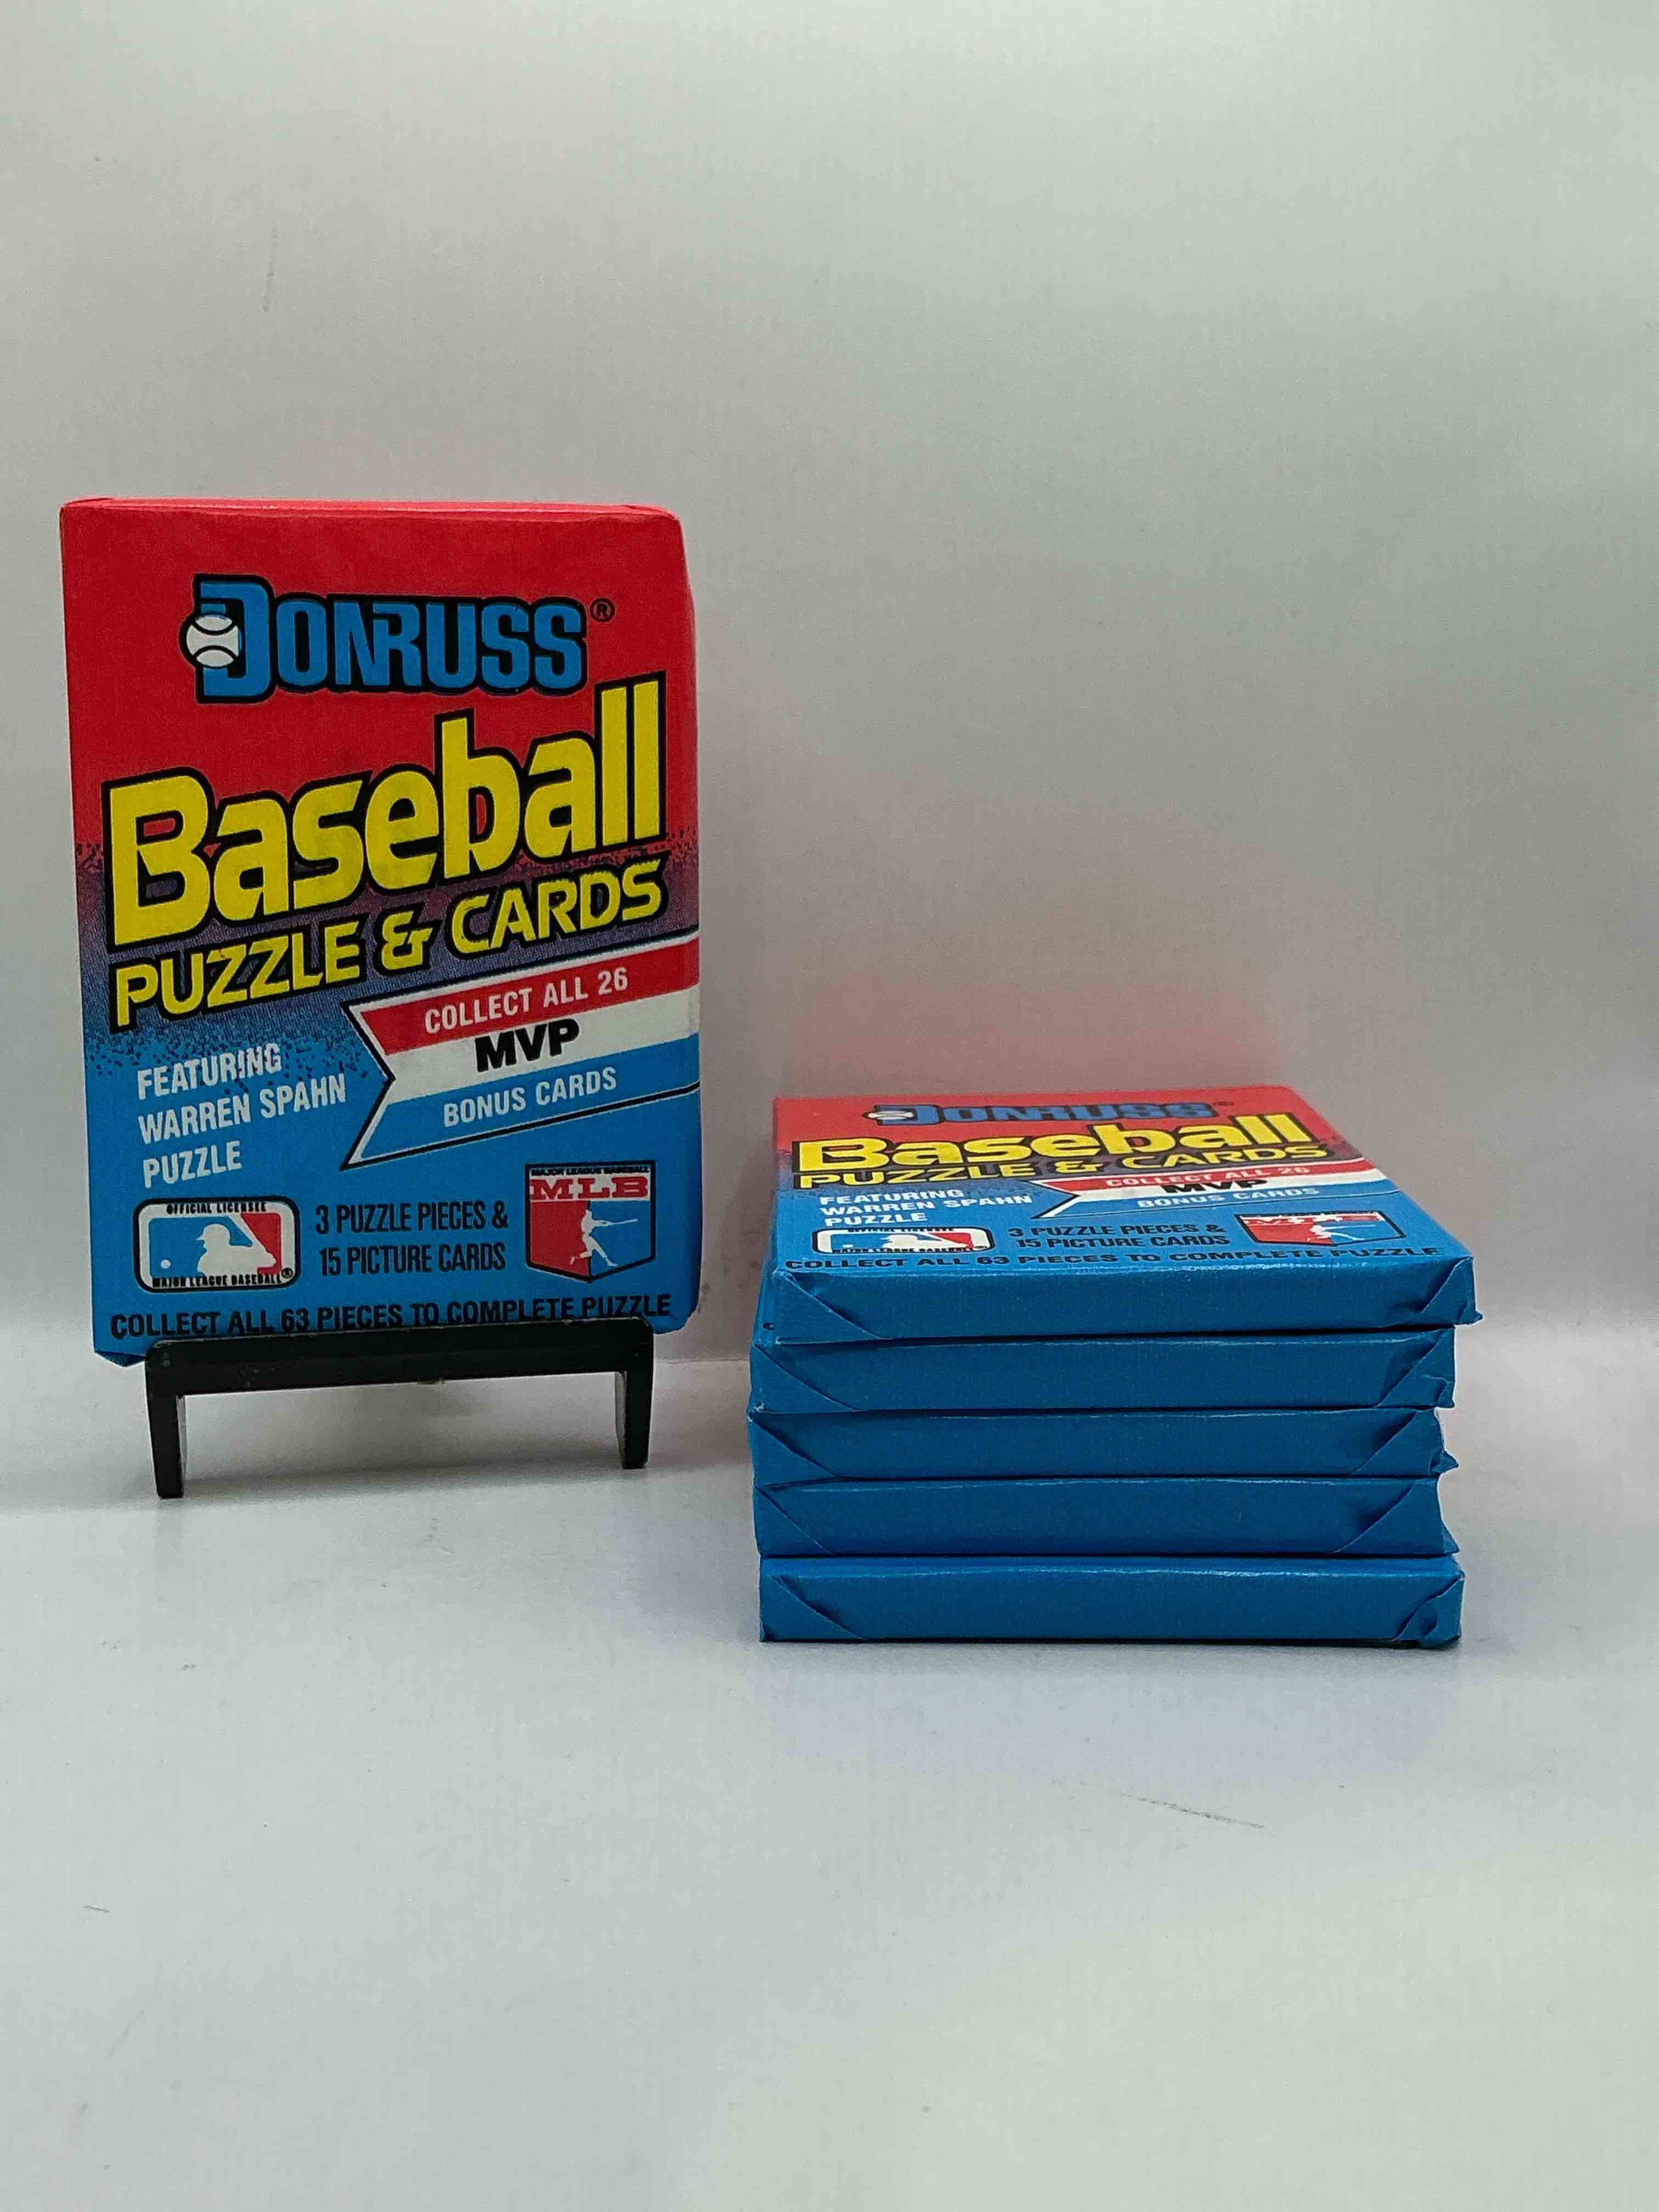 DONRUSS®
Baseball
PUZZLE & CARDS
COLLECT ALL 26
MVP
BONUS CARDS
FEATURING
WARREN SPAHN
PUZZLE
OFFICIAL LICENSEE
MAJOR LEAGUE BASEBALL®
3 PUZZLE PIECES &
15 PICTURE CARDS
MAJOR LEAGUE BASEBALL
MLB
COLLECT ALL 63 PIECES TO COMPLETE PUZZLE
DONRUSS
Baseball
PUZZLE & CARDS
COLLECT ALL 26
MVP
BONUS CARDS
FEATURING
WARREN SPAHN
PUZZLE
MAJOR LEAGUE BASEBALL
3 PUZZLE PIECES &
15 PICTURE CARDS
COLLECT ALL 63 PIECES TO COMPLETE PUZZLE